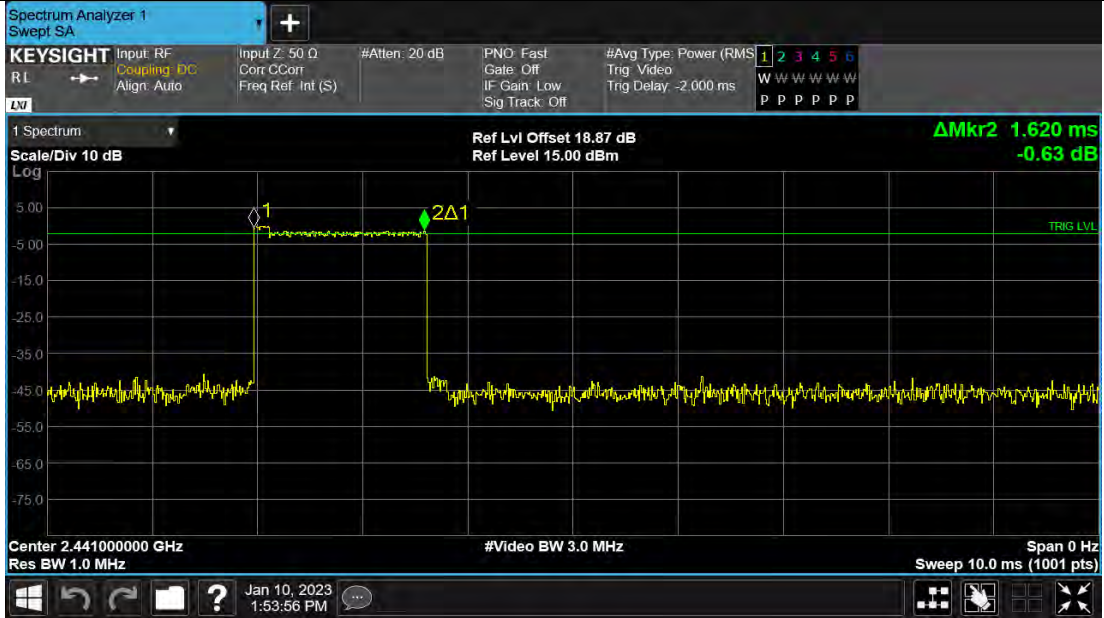 Spectrum Analyzer 1
Swept SA
+
KEYSIGHT Input: RF Input Z: 50 Ω #Atten: 20 dB PNO: Fast #Avg Type: Power (RMS 1 2 3 4 5 6
RL Coupling: DC Corr CCorr Gate: Off Trig: Video W W W W W W
Align: Auto Freq Ref: Int (S) IF Gain: Low Trig Delay: -2.000 ms
LXI Sig Track: Off P P P P P P
1 Spectrum Ref Lvl Offset 18.87 dB ΔMkr2 1.620 ms
Scale/Div 10 dB Ref Level 15.00 dBm -0.63 dB
Log
5.00
1
2Δ1
TRIG LVL
-5.00
-15.0
-25.0
-35.0
-45.0
-55.0
-65.0
-75.0
Center 2.441000000 GHz #Video BW 3.0 MHz Span 0 Hz
Res BW 1.0 MHz Sweep 10.0 ms (1001 pts)
? Jan 10, 2023
1:53:56 PM